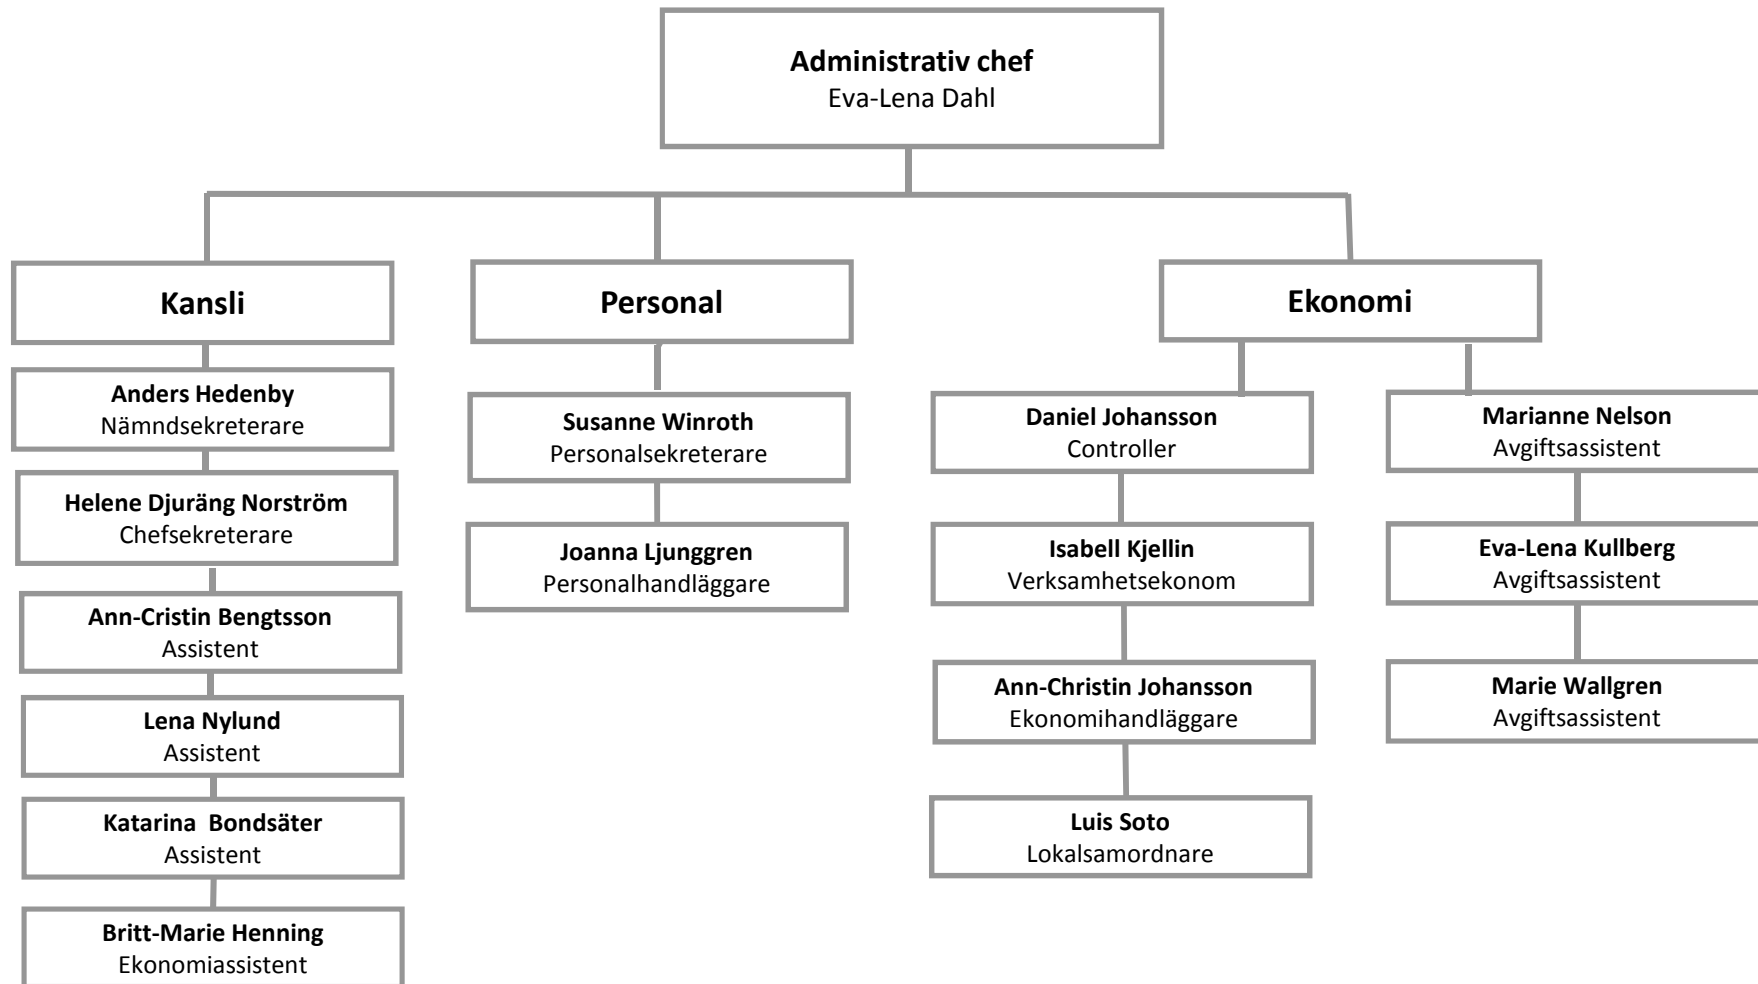 Administrativ chef
Eva-Lena Dahl
Kansli
Anders Hedenby
Nämndsekreterare
Helene Djuräng Norström
Chefsekreterare
Ann-Cristin Bengtsson
Assistent
Lena Nylund
Assistent
Katarina  Bondsäter
Assistent
Britt-Marie Henning
Ekonomiassistent
Personal
Susanne Winroth
Personalsekreterare
Joanna Ljunggren
Personalhandläggare
Ekonomi
Daniel Johansson
Controller
Isabell Kjellin
Verksamhetsekonom
Ann-Christin Johansson
Ekonomihandläggare
Luis Soto
Lokalsamordnare
Marianne Nelson
Avgiftsassistent
Eva-Lena Kullberg
Avgiftsassistent
Marie Wallgren
Avgiftsassistent